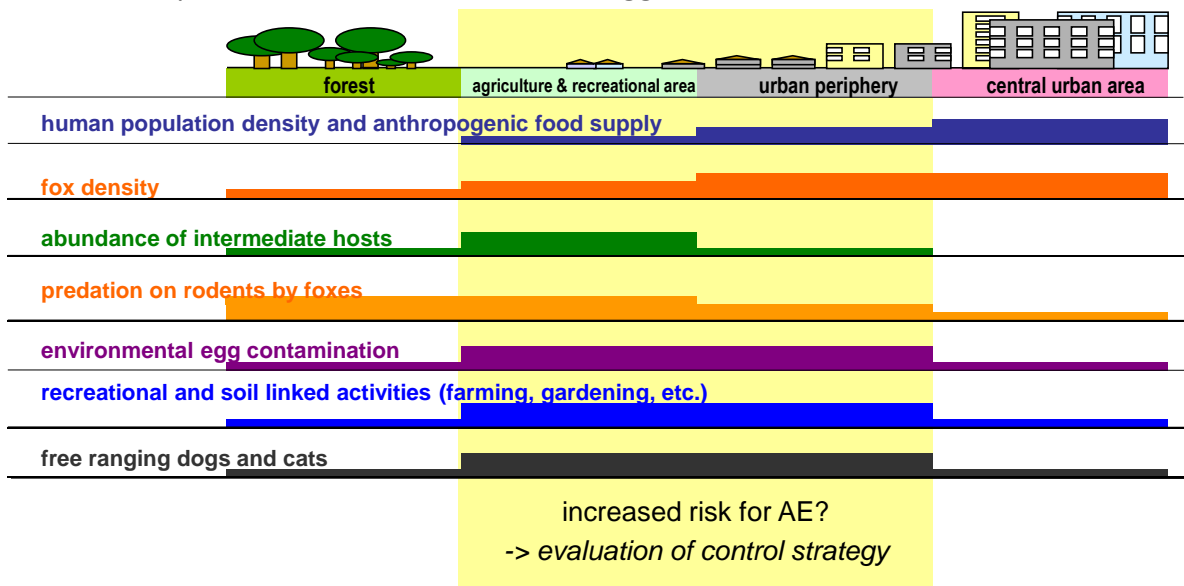 forest
agriculture & recreational area
urban periphery
central urban area
human population density and anthropogenic food supply
fox density
abundance of intermediate hosts
predation on rodents by foxes
environmental egg contamination
recreational and soil linked activities (farming, gardening, etc.)
free ranging dogs and cats
increased risk for AE?
-> evaluation of control strategy